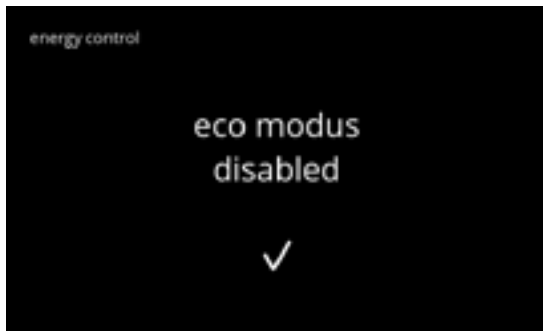 energy control
eco modus
disabled